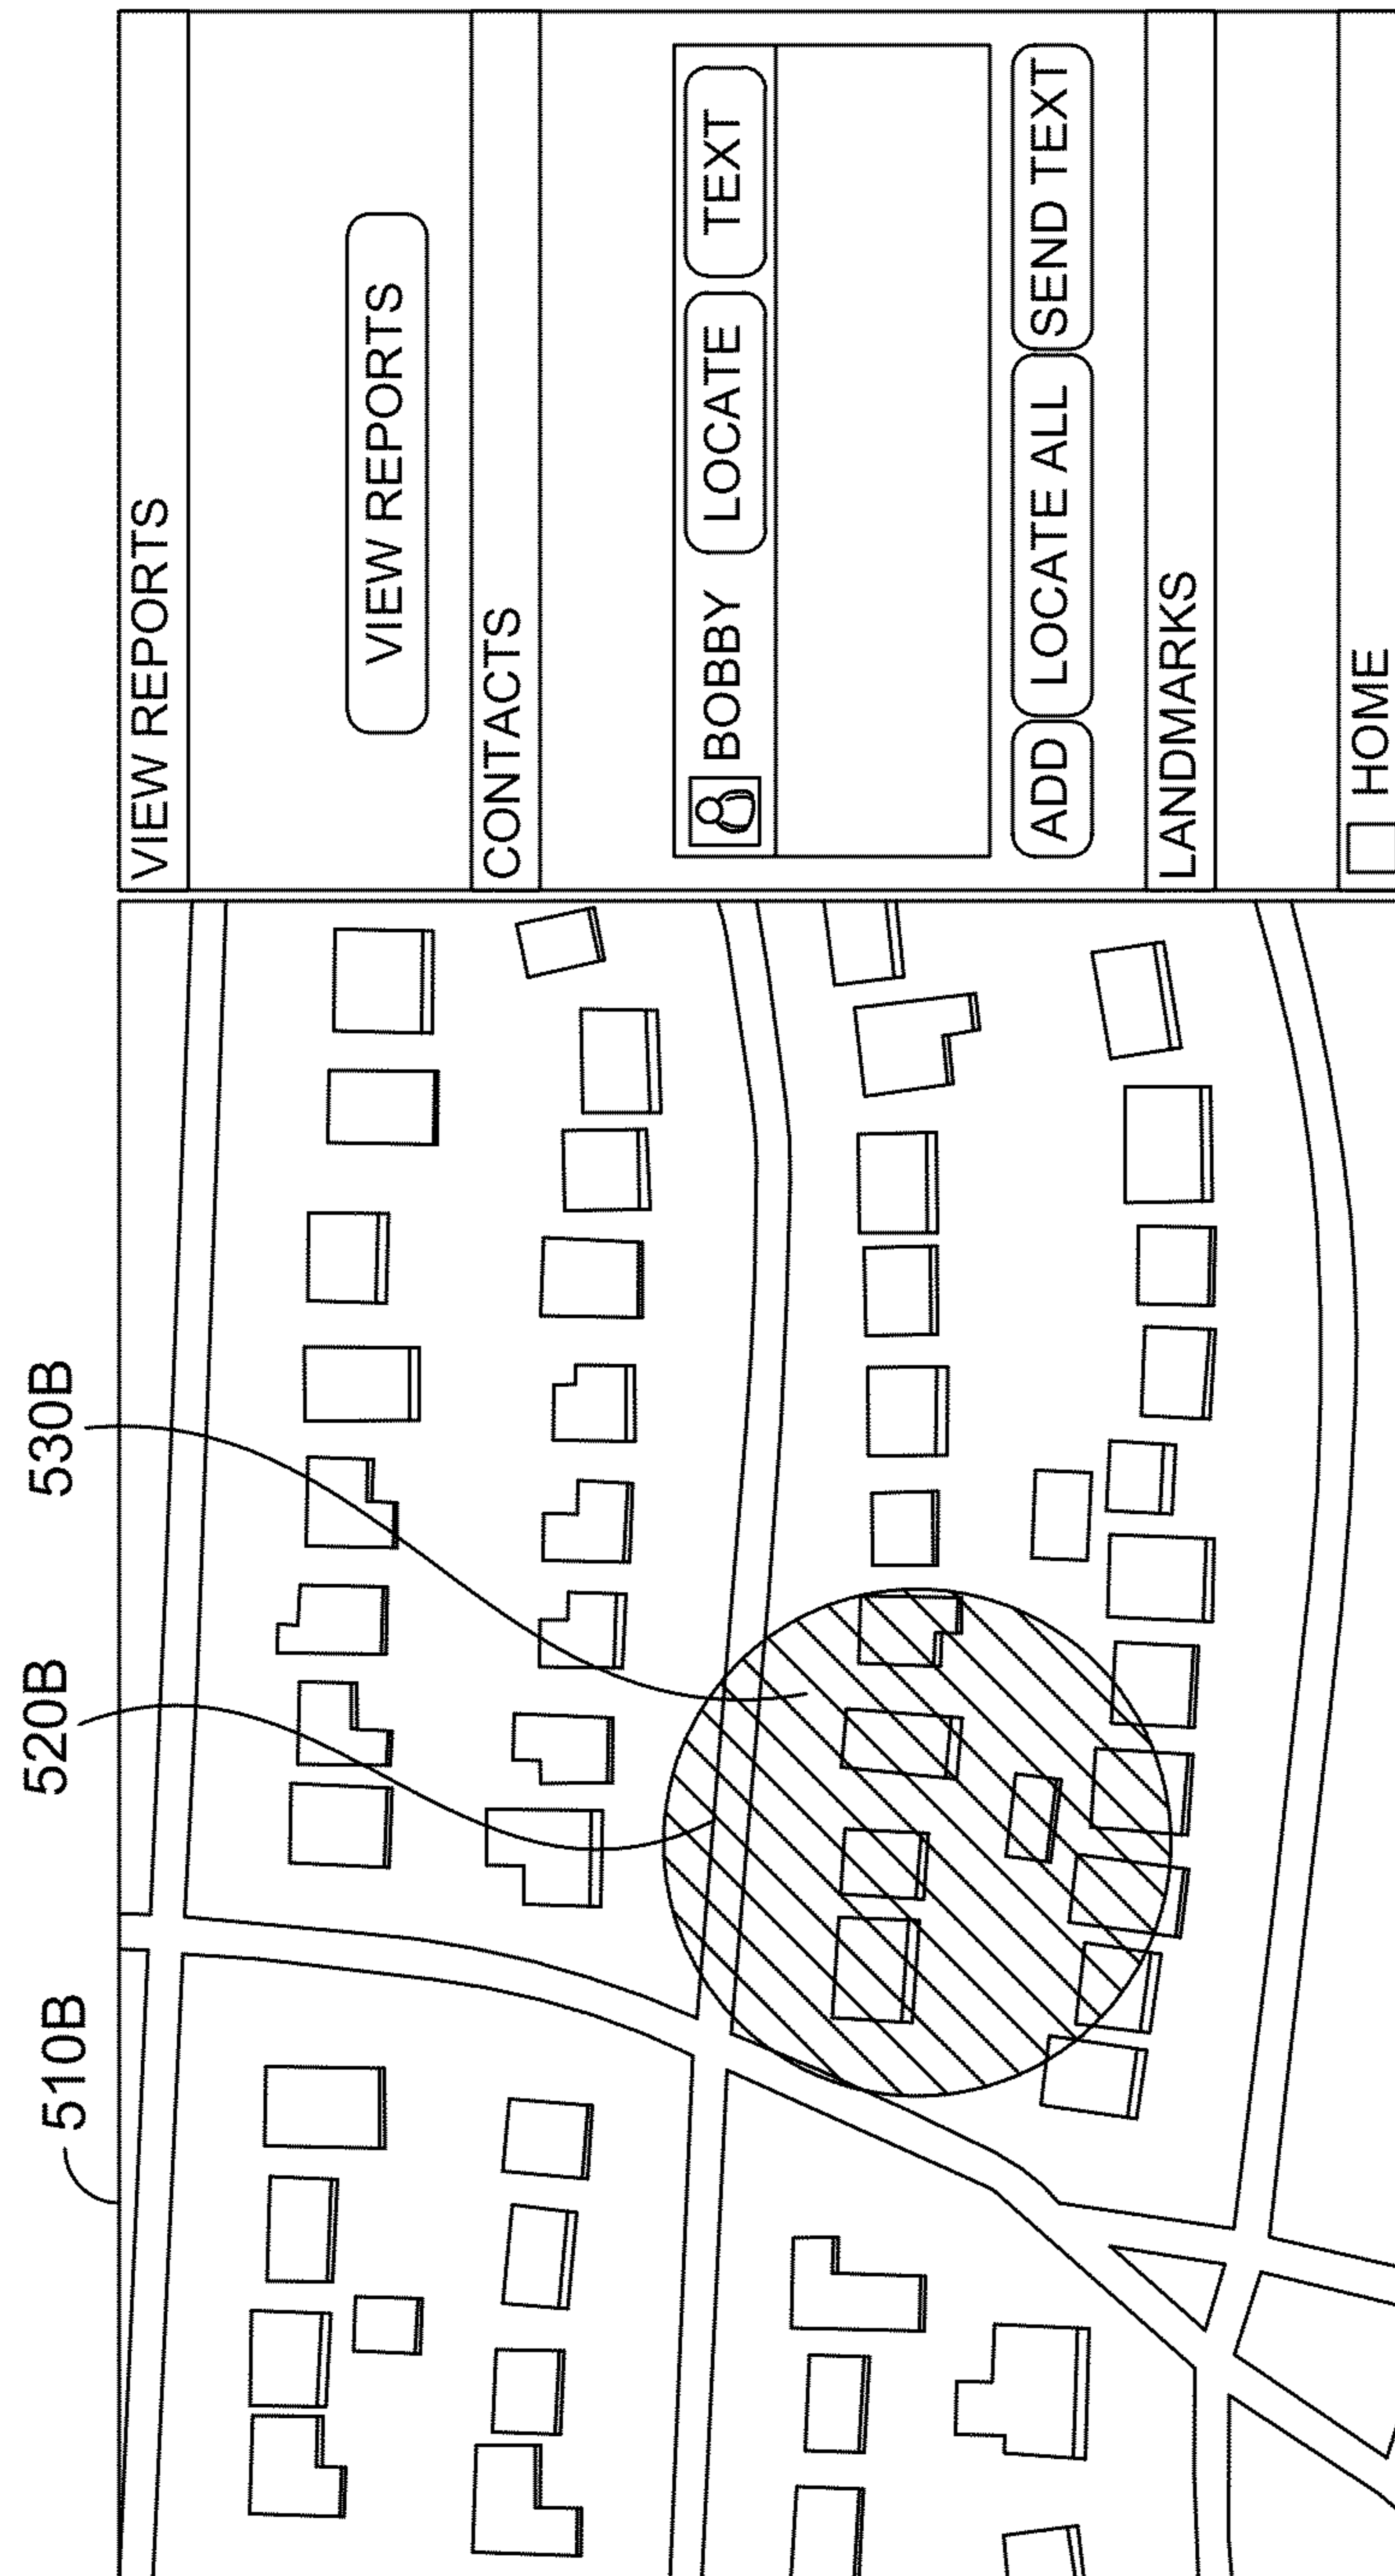 510B
520B
530B
VIEW REPORTS
VIEW REPORTS
CONTACTS
BOBBY LOCATE TEXT
ADD LOCATE ALL SEND TEXT
LANDMARKS
HOME